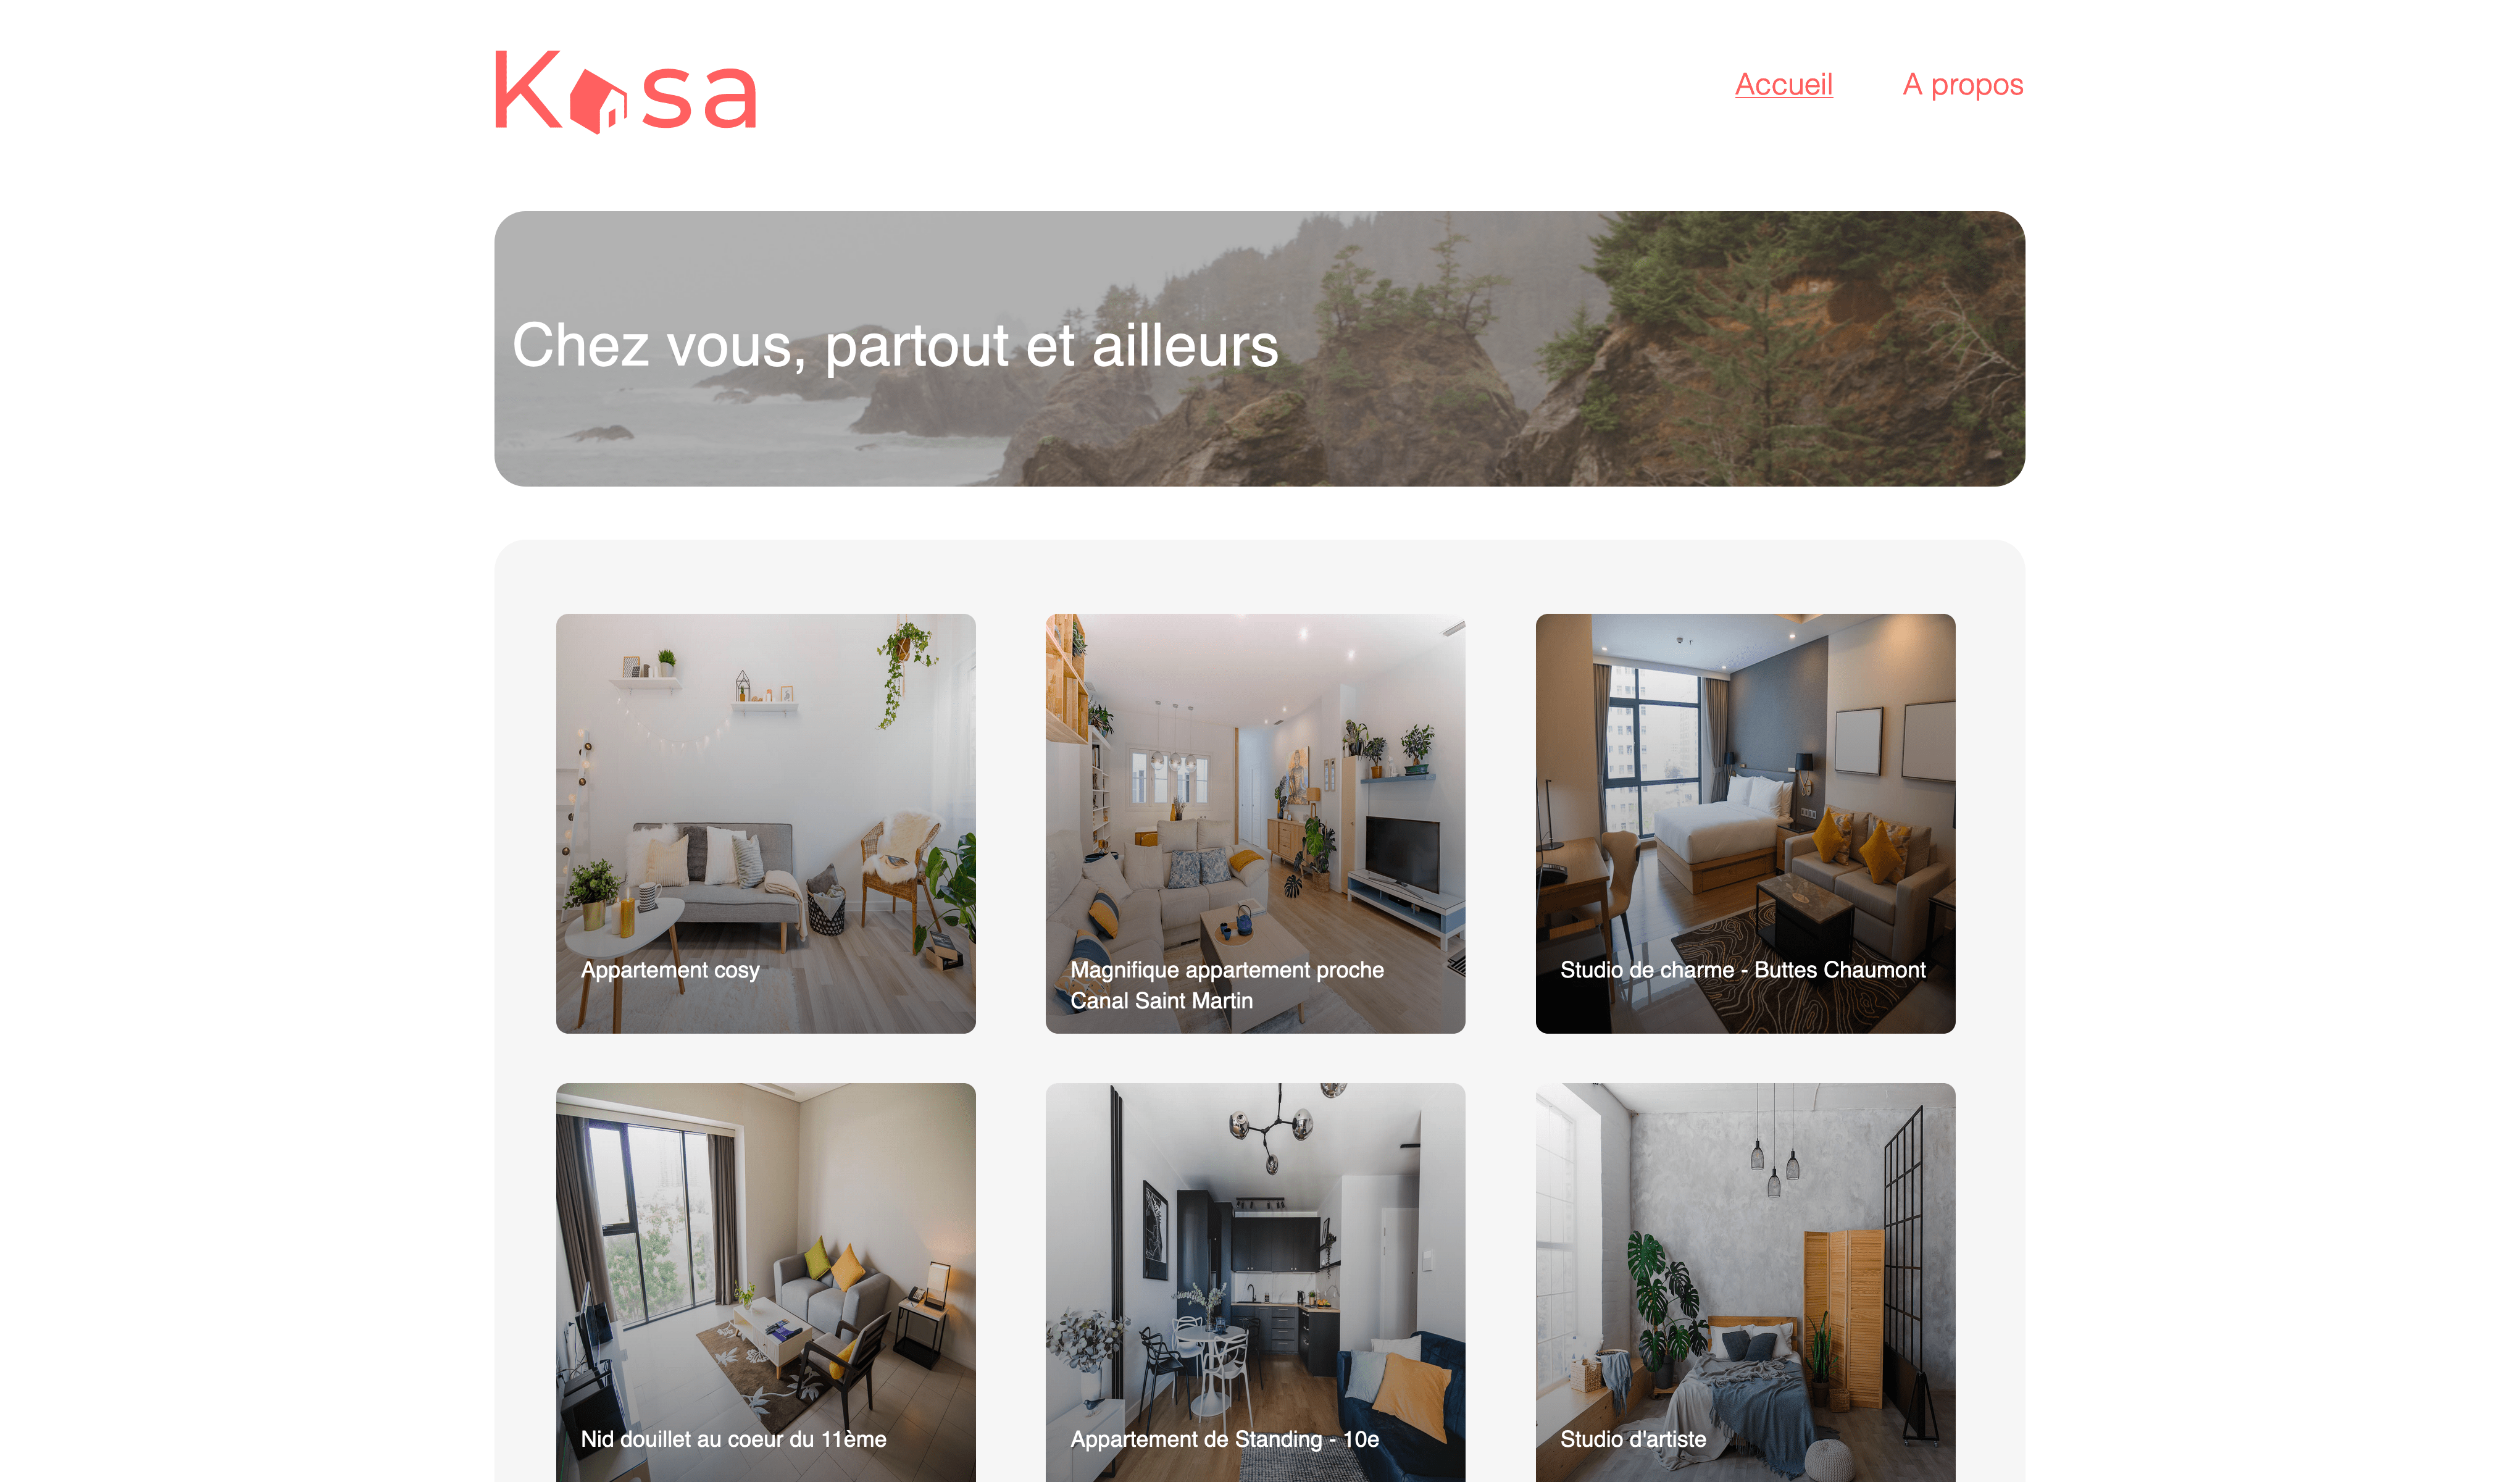 Kasa
Accueil
A propos
Chez vous, partout et ailleurs
Appartement cosy
Magnifique appartement proche
Canal Saint Martin
Studio de charme - Buttes Chaumont
Nid douillet au coeur du 11ème
Appartement de Standing - 10e
Studio d'artiste